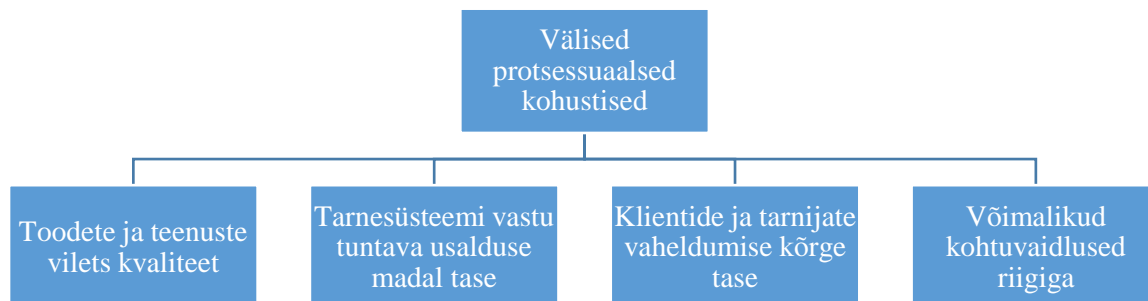 Välised
protsessuaalsed
kohustised
Toodete ja teenuste
vilets kvaliteet
Tarnesüsteemi vastu
tuntava usalduse
madal tase
Klientide ja tarnijate
vaheldumise kõrge
tase
Võimalikud
kohtuvaidlused
riigiga